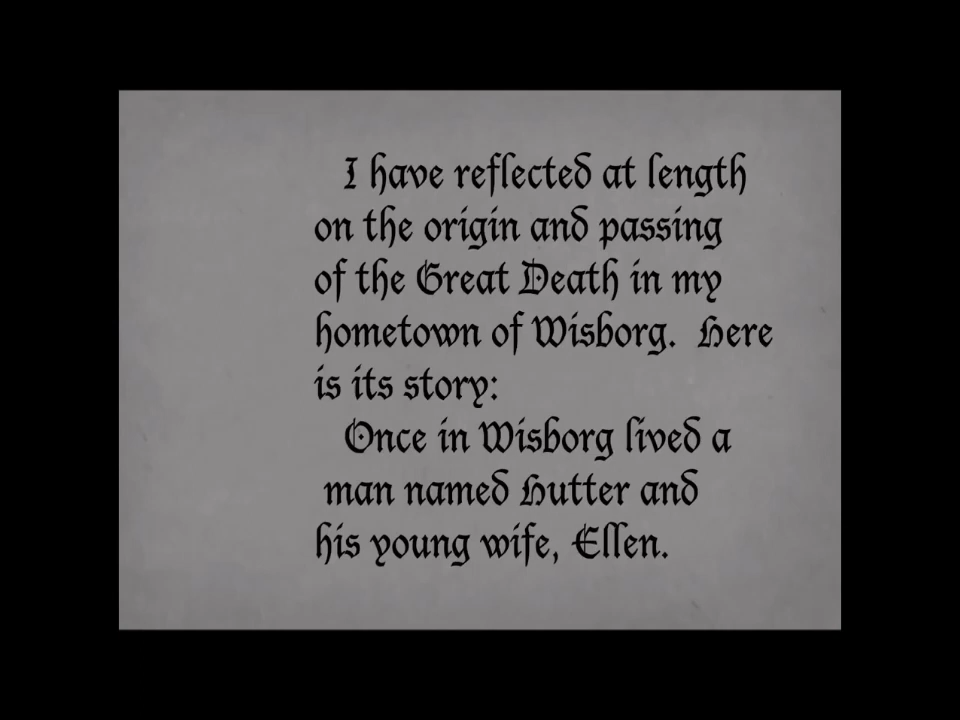 I have reflected at length
on the origin and passing
of the Great Death in my
hometown of Wisborg. Here
is its story:
Once in Wisborg lived a
man named Hutter and
his young wife, Ellen.